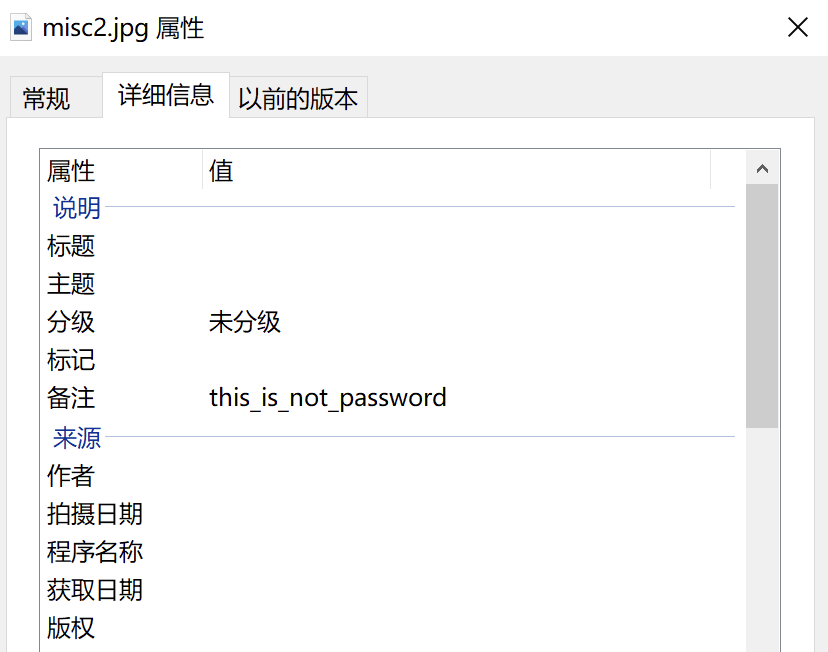 misc2.jpg 属性
常规 详细信息 以前的版本
属性 值
说明
标题
主题
分级 未分级
标记
备注 this_is_not_password
来源
作者
拍摄日期
程序名称
获取日期
版权